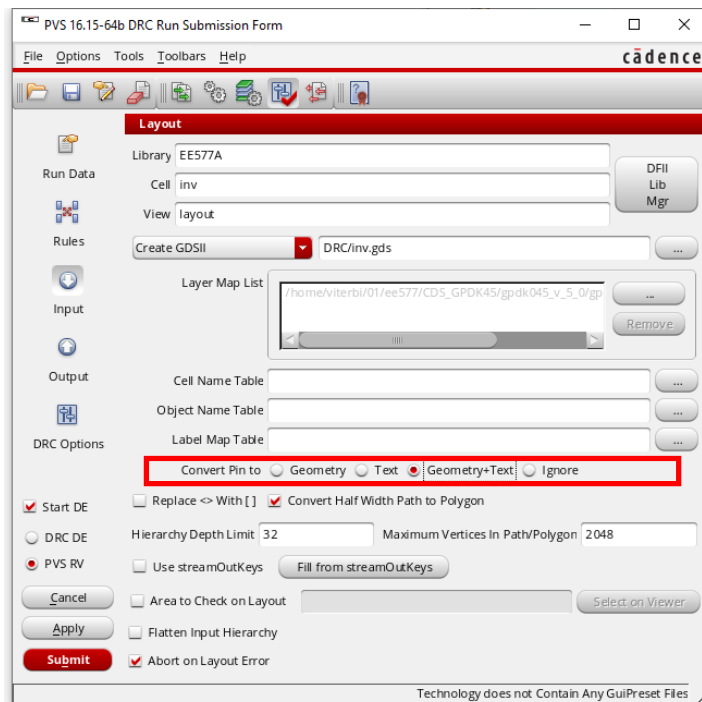 PVS 16.15-64b DRC Run Submission Form
File Options Tools Toolbars Help
cādence
Layout
Run Data
Rules
Input
Output
DRC Options
Start DE
DRC DE
PVS RV
Cancel
Apply
Submit
Library EE577A
Cell inv
View layout
DFII
Lib
Mgr
Create GDSII DRC/inv.gds ...
Layer Map List /home/viterbi/01/ee577/CDS_GPDK45/gpdk045_v_5_0/gp ...
Remove
Cell Name Table ...
Object Name Table ...
Label Map Table ...
Convert Pin to Geometry Text Geometry+Text Ignore
Replace <> With [ ] Convert Half Width Path to Polygon
Hierarchy Depth Limit 32 Maximum Vertices In Path/Polygon 2048
Use streamOutKeys Fill from streamOutKeys
Area to Check on Layout Select on Viewer
Flatten Input Hierarchy
Abort on Layout Error
Technology does not Contain Any GuiPreset Files